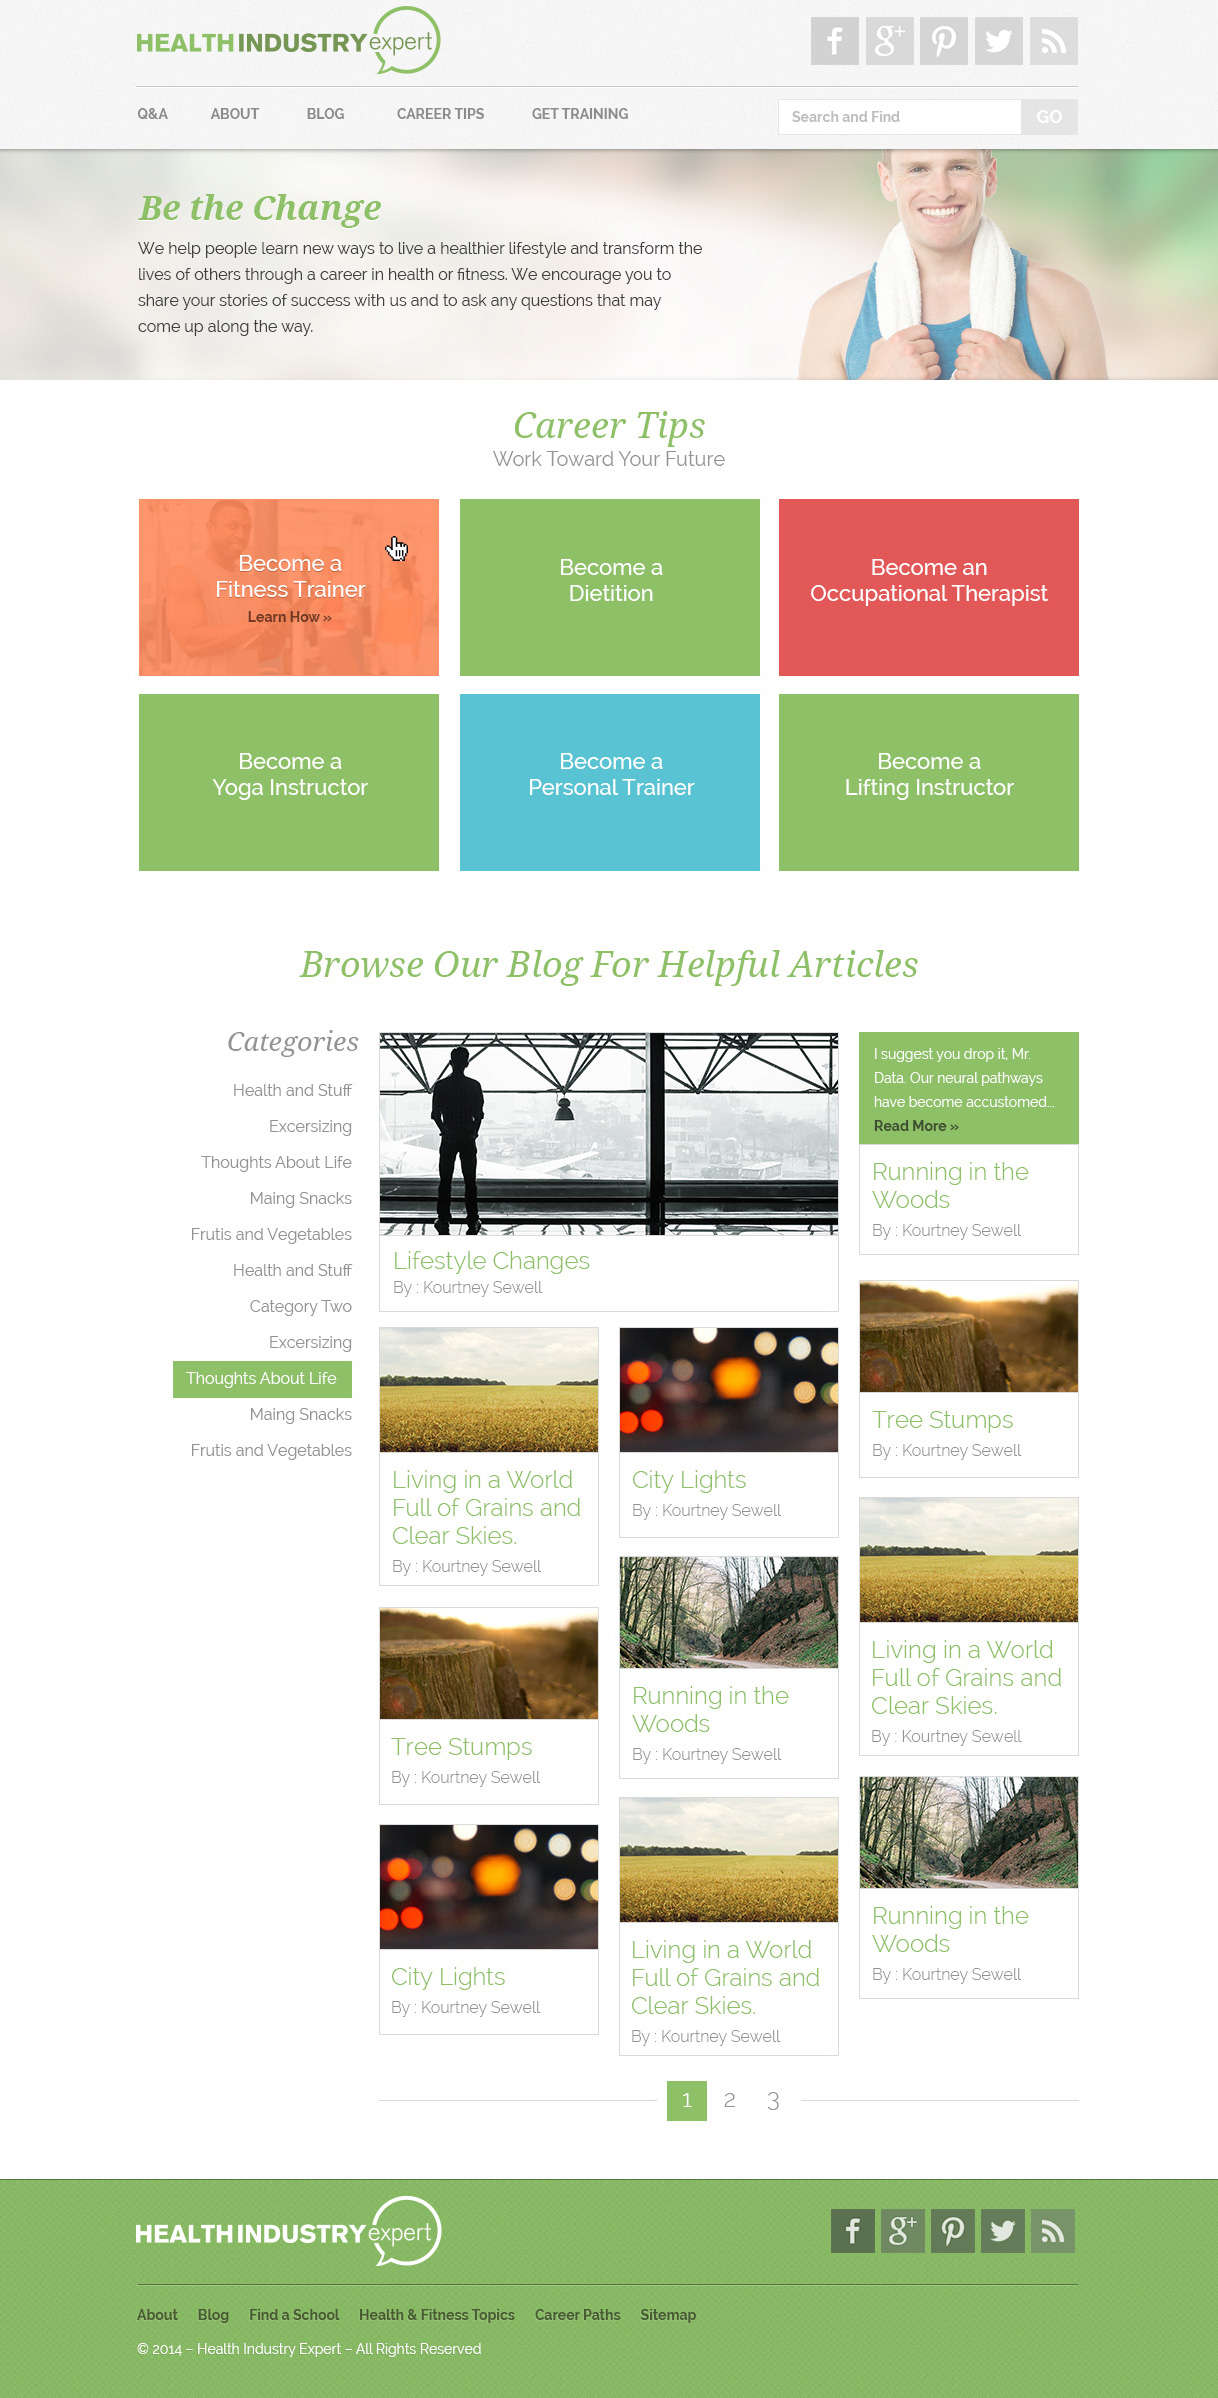 HEALTH INDUSTRY expert
f g+ p
Q&A ABOUT BLOG CAREER TIPS GET TRAINING
Search and Find GO
Be the Change
We help people learn new ways to live a healthier lifestyle and transform the
lives of others through a career in health or fitness. We encourage you to
share your stories of success with us and to ask any questions that may
come up along the way.
Career Tips
Work Toward Your Future
Become a
Fitness Trainer
Learn How »
Become a
Dietition
Become an
Occupational Therapist
Become a
Yoga Instructor
Become a
Personal Trainer
Become a
Lifting Instructor
Browse Our Blog For Helpful Articles
Categories
Health and Stuff
Excersizing
Thoughts About Life
Maing Snacks
Frutis and Vegetables
Health and Stuff
Category Two
Excersizing
Thoughts About Life
Maing Snacks
Frutis and Vegetables
Lifestyle Changes
By : Kourtney Sewell
Living in a World
Full of Grains and
Clear Skies.
By : Kourtney Sewell
Tree Stumps
By : Kourtney Sewell
City Lights
By : Kourtney Sewell
City Lights
By : Kourtney Sewell
Running in the
Woods
By : Kourtney Sewell
Living in a World
Full of Grains and
Clear Skies.
By : Kourtney Sewell
I suggest you drop it, Mr.
Data. Our neural pathways
have become accustomed...
Read More »
Running in the
Woods
By : Kourtney Sewell
Tree Stumps
By : Kourtney Sewell
Living in a World
Full of Grains and
Clear Skies.
By : Kourtney Sewell
Running in the
Woods
By : Kourtney Sewell
1 2 3
HEALTH INDUSTRY expert
f g+ p
About Blog Find a School Health & Fitness Topics Career Paths Sitemap
© 2014 – Health Industry Expert – All Rights Reserved